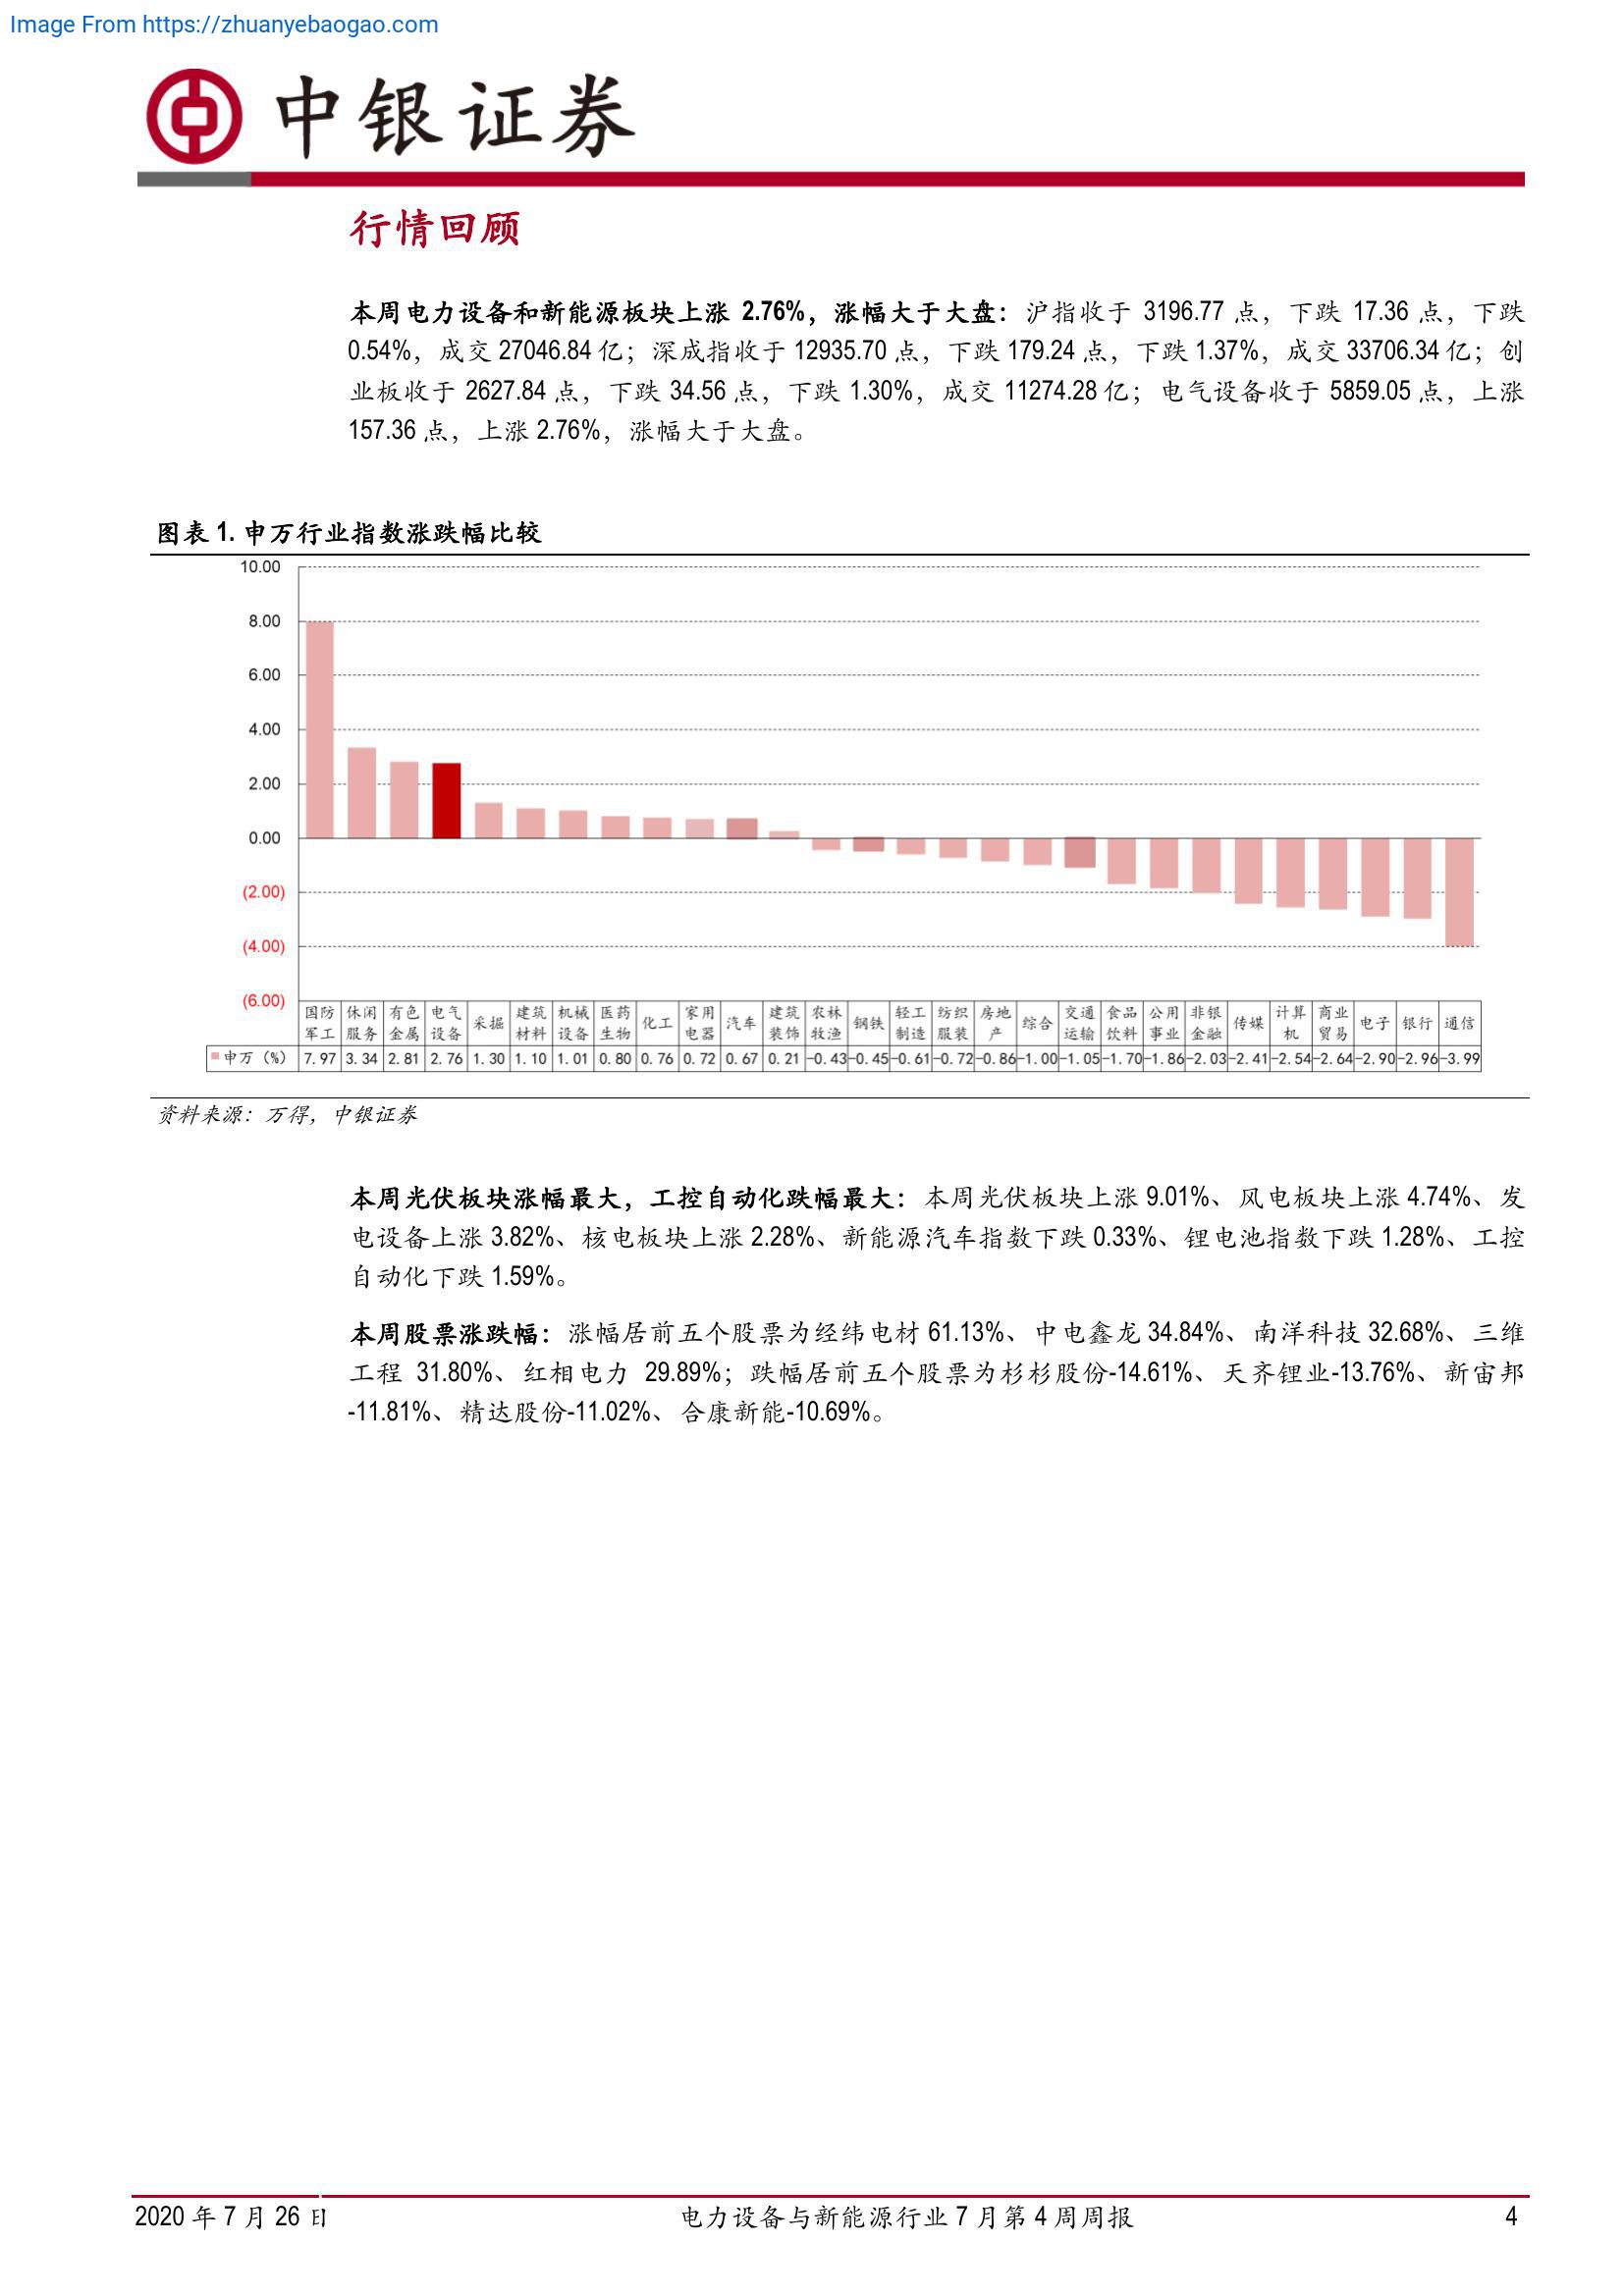 Image From https://zhuanyebaogao.com
中银证券
行情回顾
本周电力设备和新能源板块上涨 2.76%，涨幅大于大盘：沪指收于 3196.77 点，下跌 17.36 点，下跌
0.54%，成交 27046.84 亿；深成指收于 12935.70 点，下跌 179.24 点，下跌 1.37%，成交 33706.34 亿；创
业板收于 2627.84 点，下跌 34.56 点，下跌 1.30%，成交 11274.28 亿；电气设备收于 5859.05 点，上涨
157.36 点，上涨 2.76%，涨幅大于大盘。
图表 1. 申万行业指数涨跌幅比较
10.00
8.00
6.00
4.00
2.00
0.00
(2.00)
(4.00)
(6.00)
国防 休闲 有色 电气 采掘 建筑 机械 医药 化工 家用 汽车 建筑 农林 钢铁 轻工 纺织 房地 综合 交通 食品 公用 非银 传媒 计算 商业 电子 银行 通信
军工 服务 金属 设备 材料 设备 生物 电器 装饰 牧渔 制造 服装 产 运输 饮料 事业 金融 机 贸易
申万（%） 7.97 3.34 2.81 2.76 1.30 1.10 1.01 0.80 0.76 0.72 0.67 0.21 -0.43 -0.45 -0.61 -0.72 -0.86 -1.00 -1.05 -1.70 -1.86 -2.03 -2.41 -2.54 -2.64 -2.90 -2.96 -3.99
资料来源：万得，中银证券
本周光伏板块涨幅最大，工控自动化跌幅最大：本周光伏板块上涨 9.01%、风电板块上涨 4.74%、发
电设备上涨 3.82%、核电板块上涨 2.28%、新能源汽车指数下跌 0.33%、锂电池指数下跌 1.28%、工控
自动化下跌 1.59%。
本周股票涨跌幅：涨幅居前五个股票为经纬电材 61.13%、中电鑫龙 34.84%、南洋科技 32.68%、三维
工程 31.80%、红相电力 29.89%；跌幅居前五个股票为杉杉股份-14.61%、天齐锂业-13.76%、新宙邦
-11.81%、精达股份-11.02%、合康新能-10.69%。
2020 年 7 月 26 日
电力设备与新能源行业 7 月第 4 周周报
4